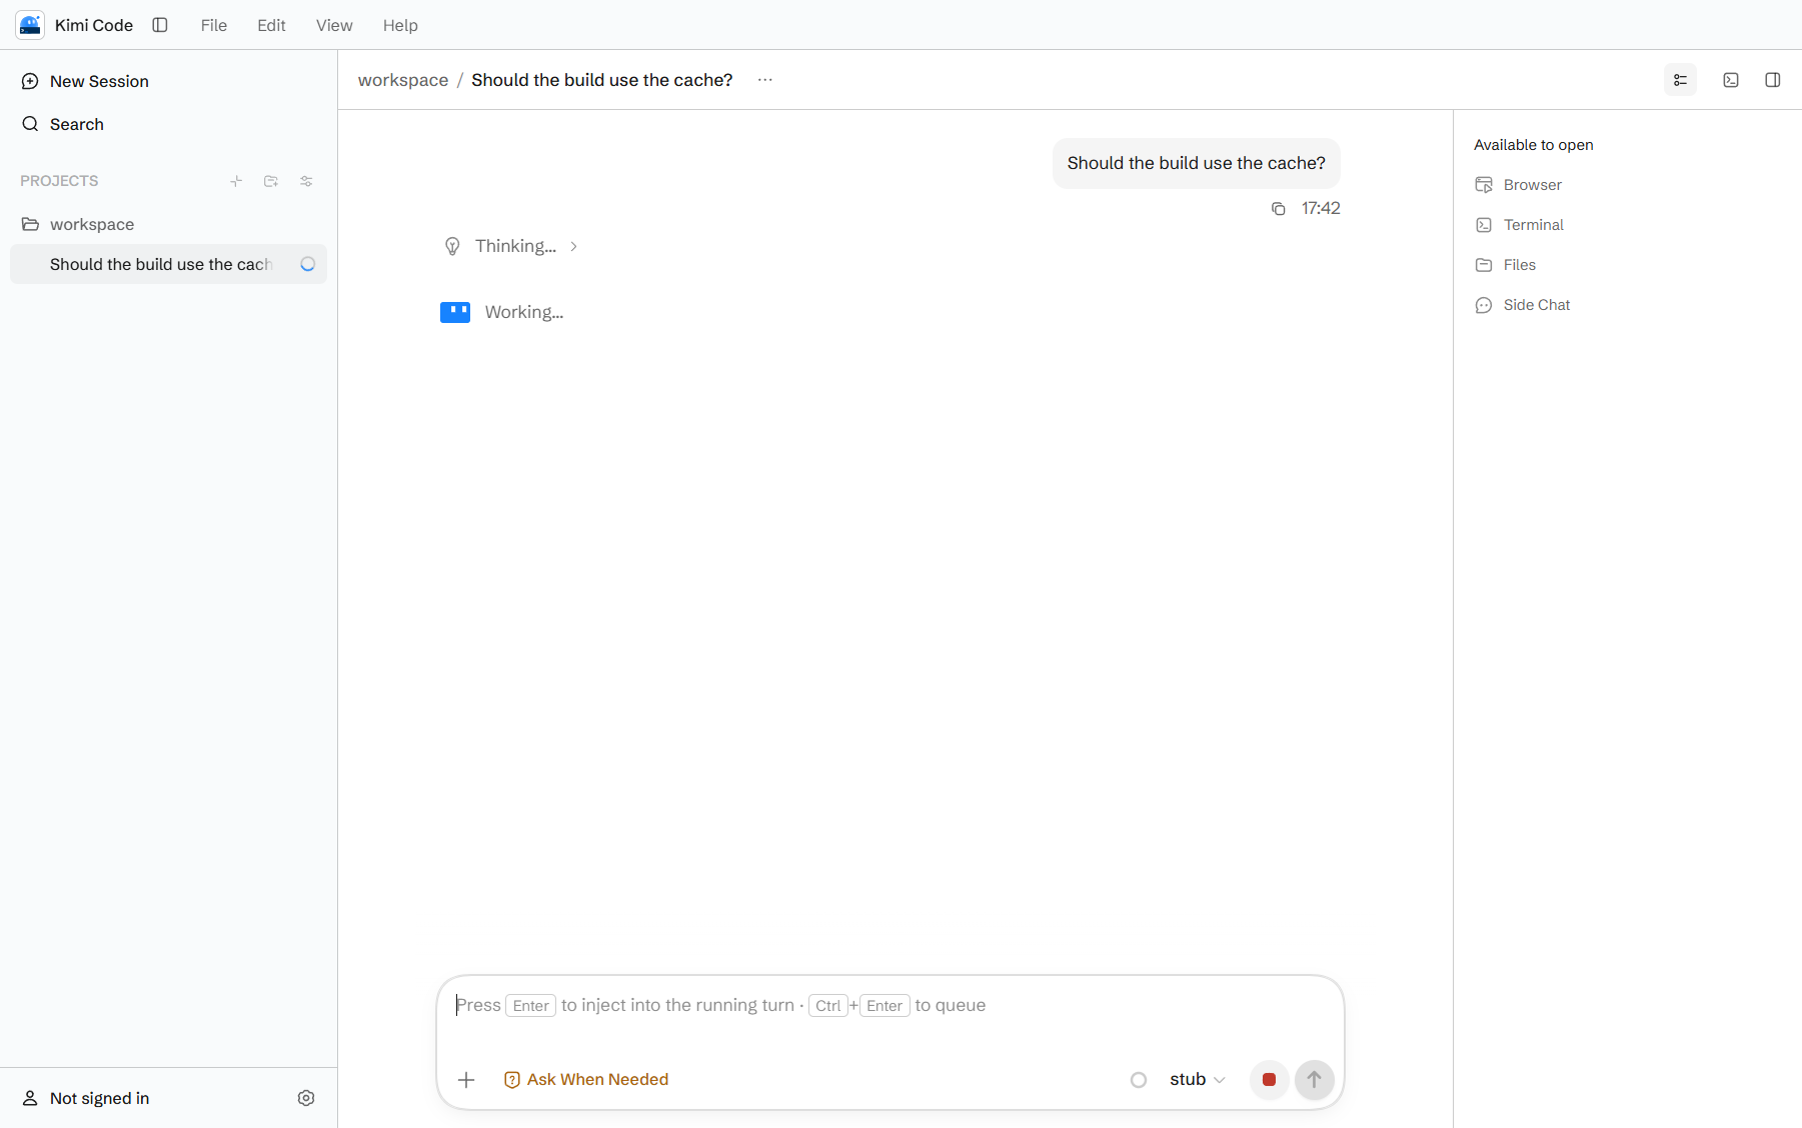 Kimi Code File Edit View Help
New Session
Search
PROJECTS
workspace
Should the build use the cach
Not signed in
workspace / Should the build use the cache? ...
Should the build use the cache?
17:42
Thinking...
Working...
Press Enter to inject into the running turn · Ctrl+Enter to queue
Ask When Needed
stub
Available to open
Browser
Terminal
Files
Side Chat